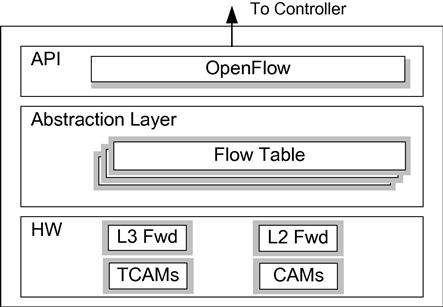 To Controller
API
OpenFlow
Abstraction Layer
Flow Table
HW
L3 Fwd
L2 Fwd
TCAMs
CAMs